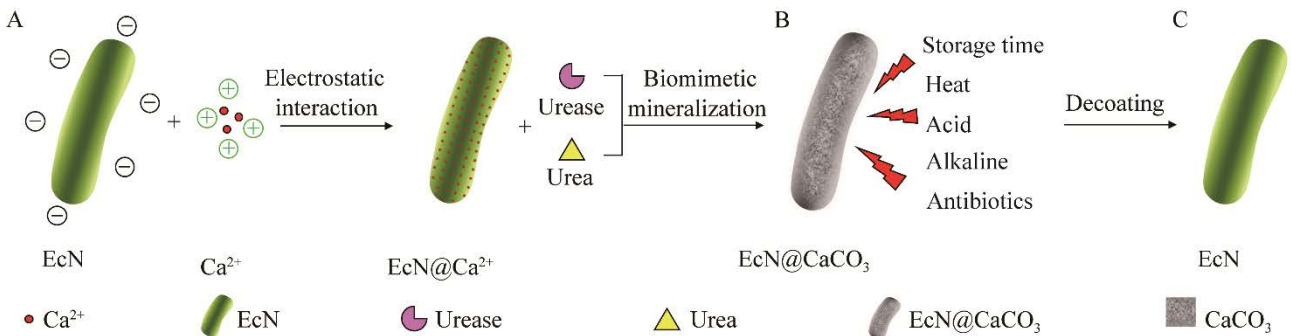 A
B
C
Electrostatic
interaction
Urease
Urea
Biomimetic
mineralization
Storage time
Heat
Acid
Alkaline
Antibiotics
Decoating
+
+
EcN
Ca²⁺
EcN@Ca²⁺
EcN@CaCO₃
EcN
Ca²⁺
EcN
Urease
Urea
EcN@CaCO₃
CaCO₃